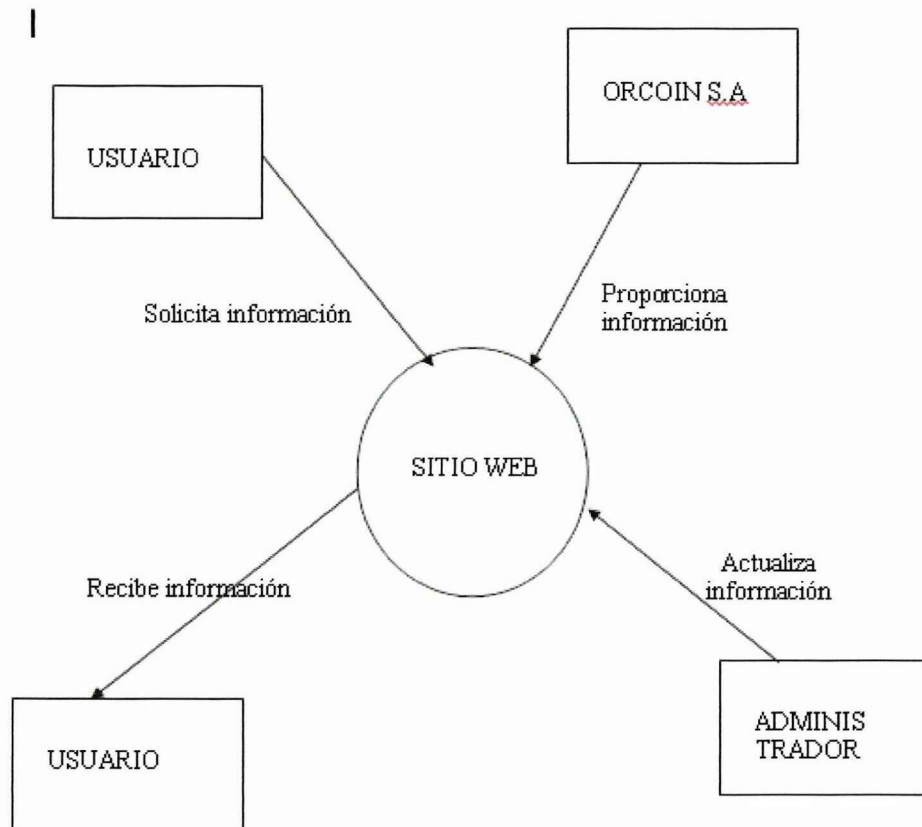 USUARIO
ORCOIN S.A
Solicita información
Proporciona
información
SITIO WEB
Recibe información
Actualiza
información
USUARIO
ADMINIS
TRADOR